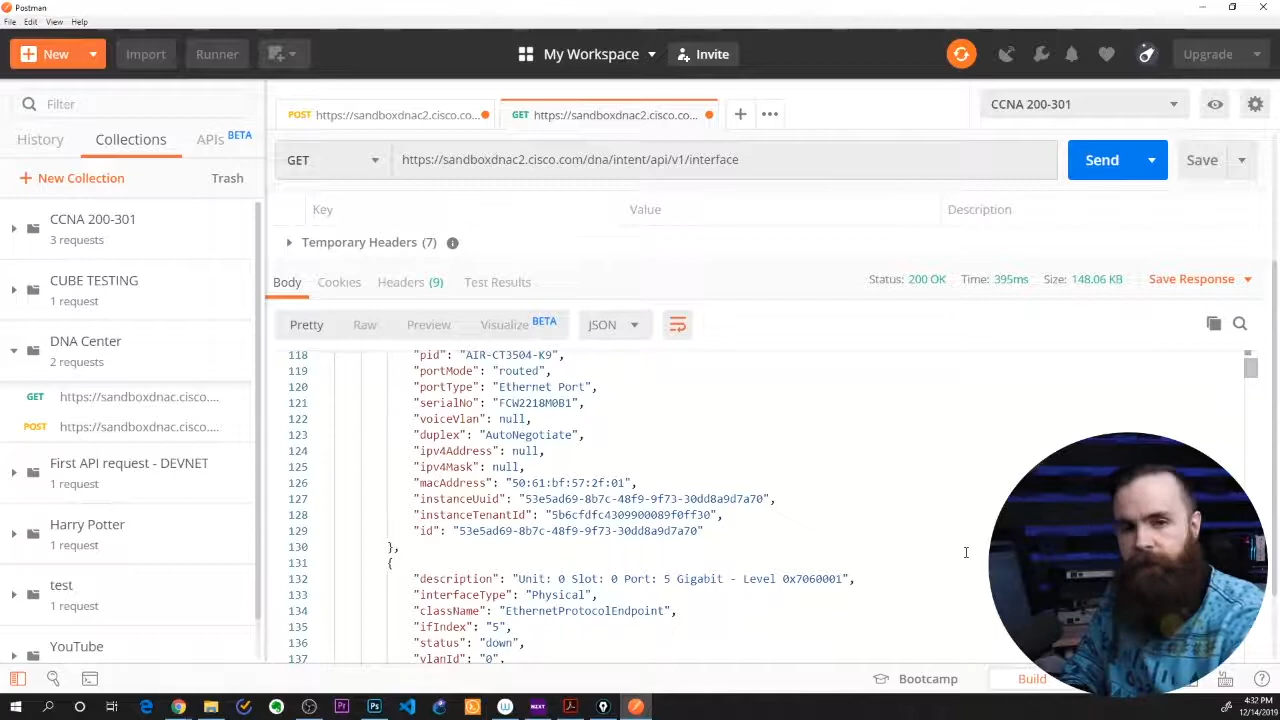 Postman
File Edit View Help
New Import Runner My Workspace Invite Upgrade
Filter
History Collections APIs BETA
New Collection Trash
CCNA 200-301
3 requests
CUBE TESTING
1 request
DNA Center
2 requests
GET https://sandboxdnac.cisco....
POST https://sandboxdnac.cisco....
First API request - DEVNET
1 request
Harry Potter
1 request
test
1 request
YouTube
POST https://sandboxdnac2.cisco.co... GET https://sandboxdnac2.cisco.co... CCNA 200-301
GET https://sandboxdnac2.cisco.com/dna/intent/api/v1/interface Send Save
Key Value Description
Temporary Headers (7)
Body Cookies Headers (9) Test Results Status: 200 OK Time: 395ms Size: 148.06 KB Save Response
Pretty Raw Preview Visualize BETA JSON
118 "pid": "AIR-CT3504-K9",
119 "portMode": "routed",
120 "portType": "Ethernet Port",
121 "serialNo": "FCW2218M0B1",
122 "voiceVlan": null,
123 "duplex": "AutoNegotiate",
124 "ipv4Address": null,
125 "ipv4Mask": null,
126 "macAddress": "50:61:bf:57:2f:01",
127 "instanceUuid": "53e5ad69-8b7c-48f9-9f73-30dd8a9d7a70",
128 "instanceTenantId": "5b6cfdfc4309900089f0ff30",
129 "id": "53e5ad69-8b7c-48f9-9f73-30dd8a9d7a70"
130 },
131 {
132 "description": "Unit: 0 Slot: 0 Port: 5 Gigabit - Level 0x7060001",
133 "interfaceType": "Physical",
134 "className": "EthernetProtocolEndpoint",
135 "ifIndex": "5",
136 "status": "down",
137 "vlanId": "0",
Bootcamp Build
4:32 PM
12/14/2019